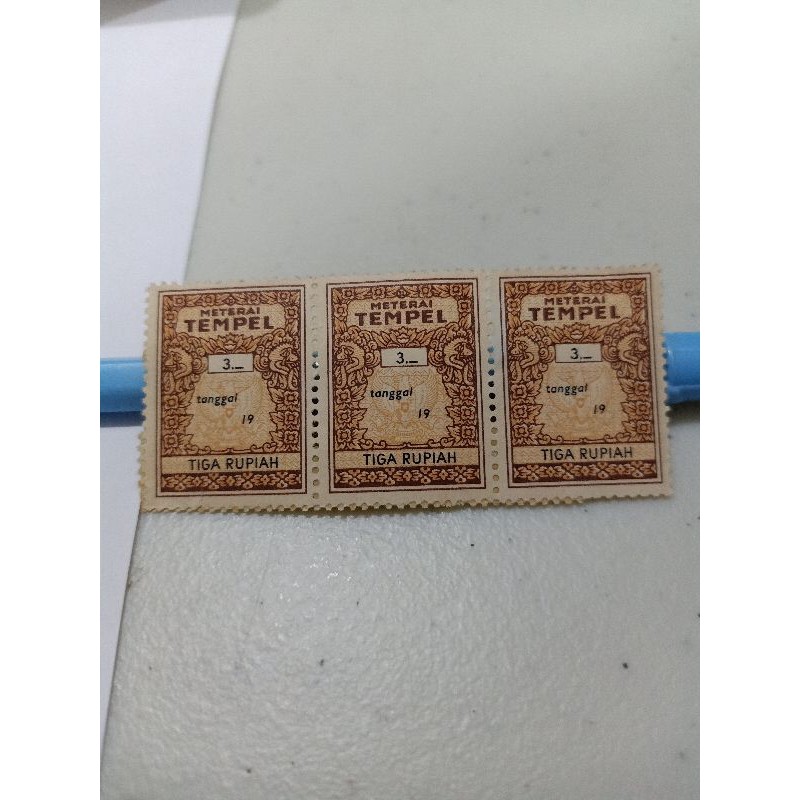 METERAI
TEMPEL
3.—
tanggal
19
TIGA RUPIAH
METERAI
TEMPEL
3.—
tanggal
19
TIGA RUPIAH
METERAI
TEMPEL
3.—
tanggal
19
TIGA RUPIAH